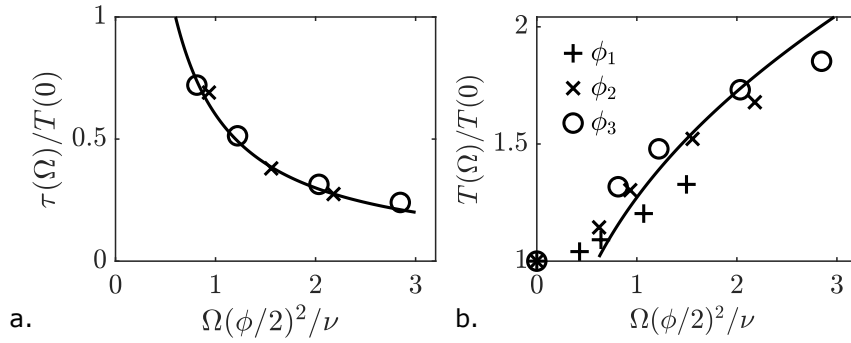 1
0.5
0
0 1 2 3
τ(Ω)/T(0)
Ω(ϕ/2)²/ν
a.
2
1.5
1
0 1 2 3
T(Ω)/T(0)
ϕ₁
ϕ₂
ϕ₃
Ω(ϕ/2)²/ν
b.